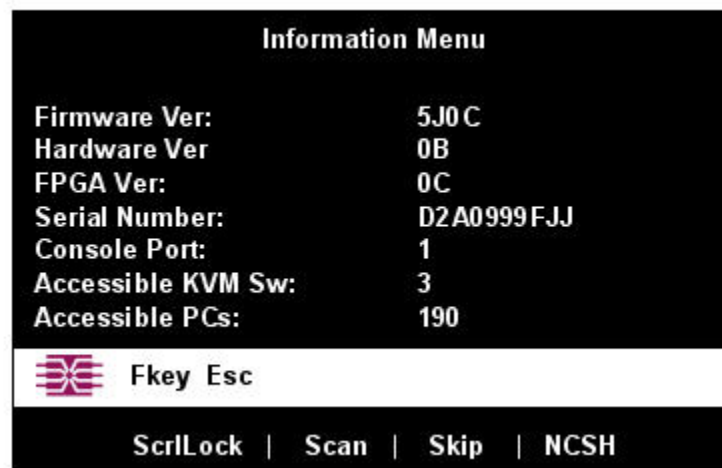 Information Menu
Firmware Ver: 5J0C
Hardware Ver 0B
FPGA Ver: 0C
Serial Number: D2A0999FJJ
Console Port: 1
Accessible KVM Sw: 3
Accessible PCs: 190
Fkey Esc
ScrlLock | Scan | Skip | NCSH